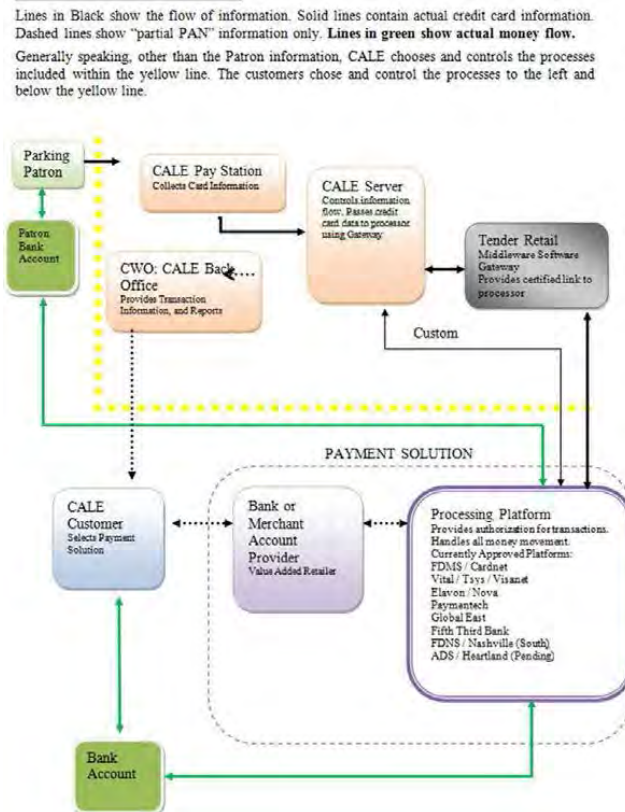 Lines in Black show the flow of information. Solid lines contain actual credit card information.
Dashed lines show "partial PAN" information only. Lines in green show actual money flow.
Generally speaking, other than the Patron information, CALE chooses and controls the processes
included within the yellow line. The customers chose and control the processes to the left and
below the yellow line.
Parking
Patron
CALE Pay Station
Collects Card Information
CALE Server
Controls information
flow. Passes credit
card data to processor
using Gateway
Patron
Bank
Account
Tender Retail
Middleware Software
Gateway
Provides certified link to
processor
CWO: CALE Back
Office
Provides Transaction
Information, and Reports
Custom
PAYMENT SOLUTION
CALE
Customer
Selects Payment
Solution
Bank or
Merchant
Account
Provider
Value Added Retailer
Processing Platform
Provides authorization for transactions.
Handles all money movement.
Currently Approved Platforms:
FDMS / Cardnet
Vital / Tsys / Visanet
Elavon / Nova
Paymentech
Global East
Fifth Third Bank
FDNS / Nashville (South)
ADS / Heartland (Pending)
Bank
Account